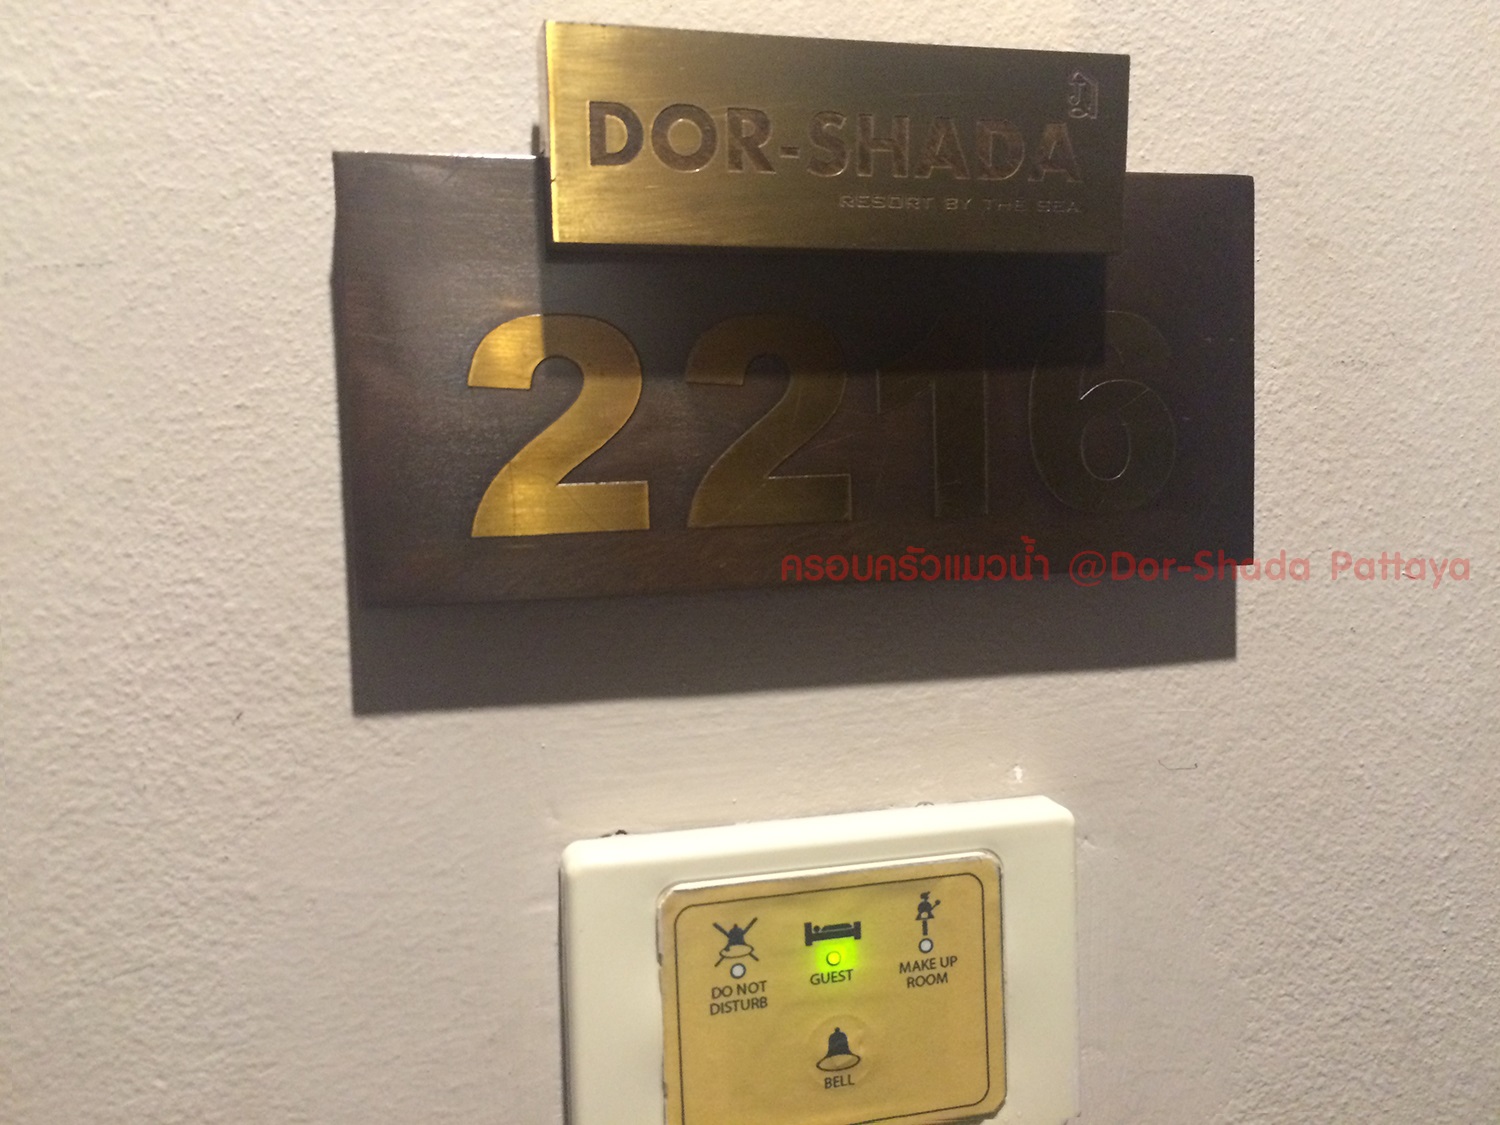 DOR-SHADA
RESORT BY THE SEA
2216
ครอบครัวแมวน้ำ @Dor-Shada Pattaya
DO NOT DISTURB
GUEST
MAKE UP ROOM
BELL